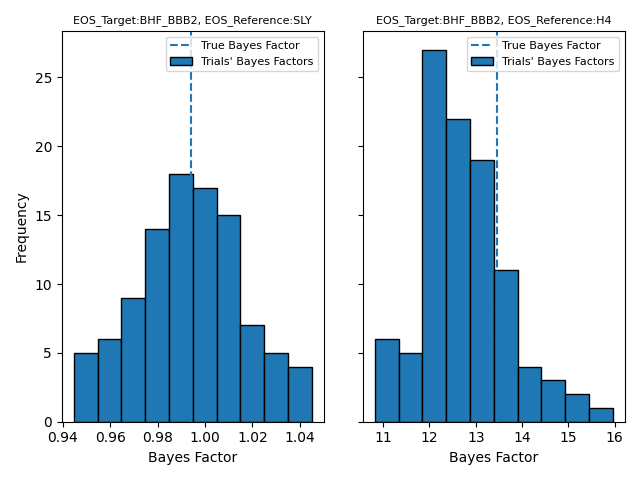 EOS_Target:BHF_BBB2, EOS_Reference:SLY
True Bayes Factor
Trials' Bayes Factors
Frequency
25
20
15
10
5
0
0.94 0.96 0.98 1.00 1.02 1.04
Bayes Factor
EOS_Target:BHF_BBB2, EOS_Reference:H4
True Bayes Factor
Trials' Bayes Factors
11 12 13 14 15 16
Bayes Factor